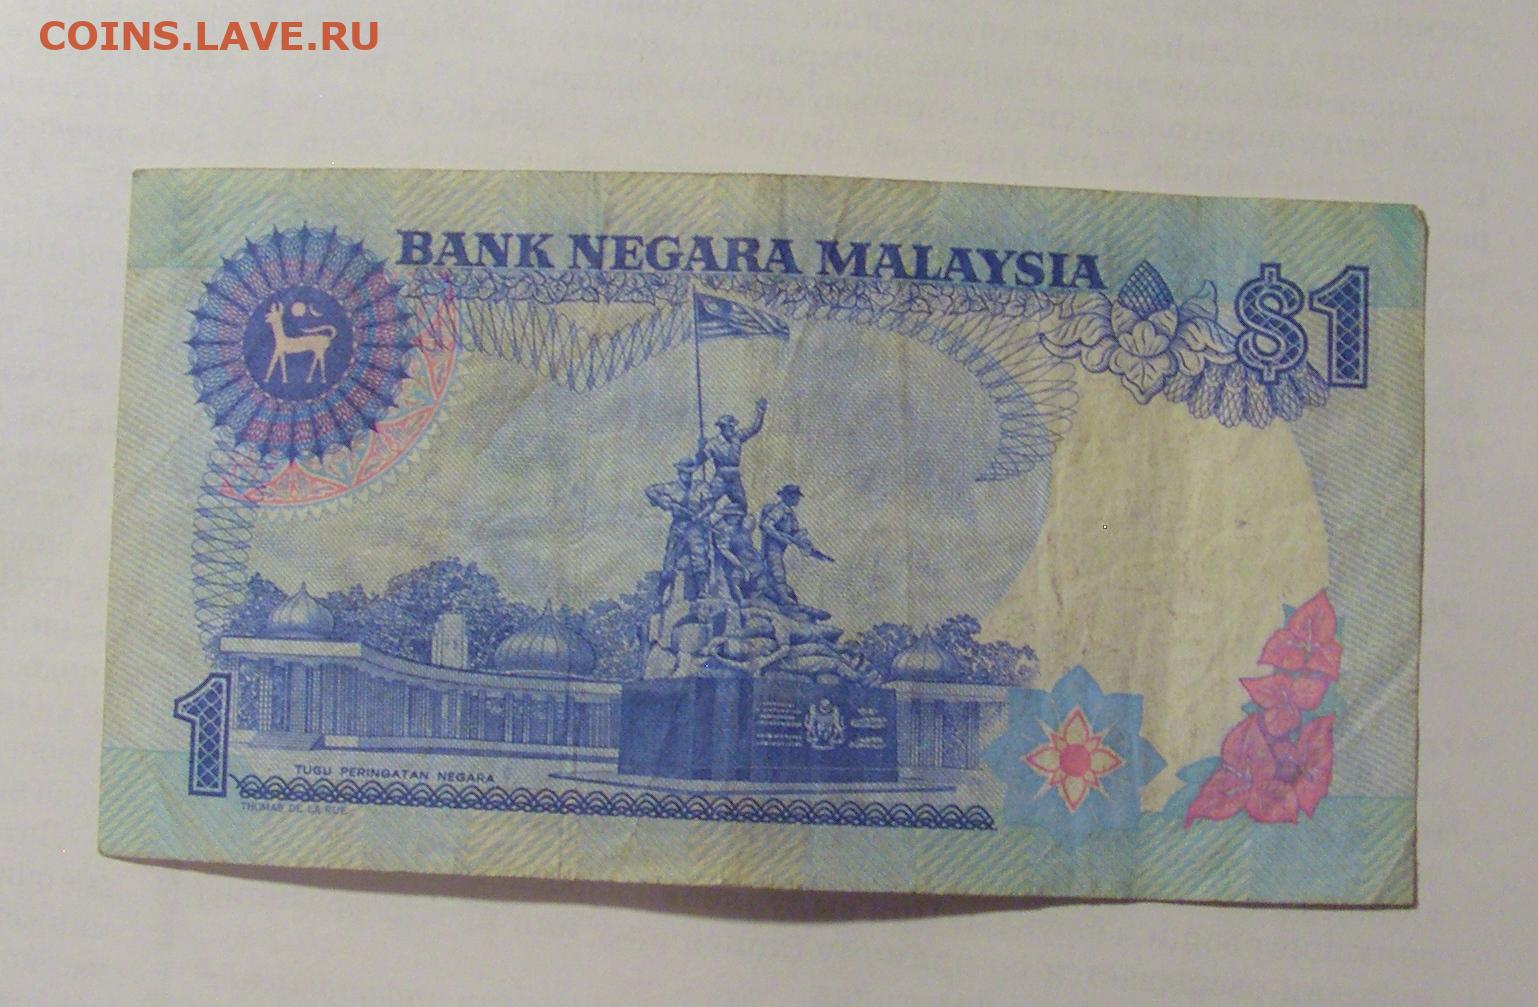 COINS.LAVE.RU
BANK NEGARA MALAYSIA
$1
1
TUGU PERINGATAN NEGARA
THOMAS DE LA RUE